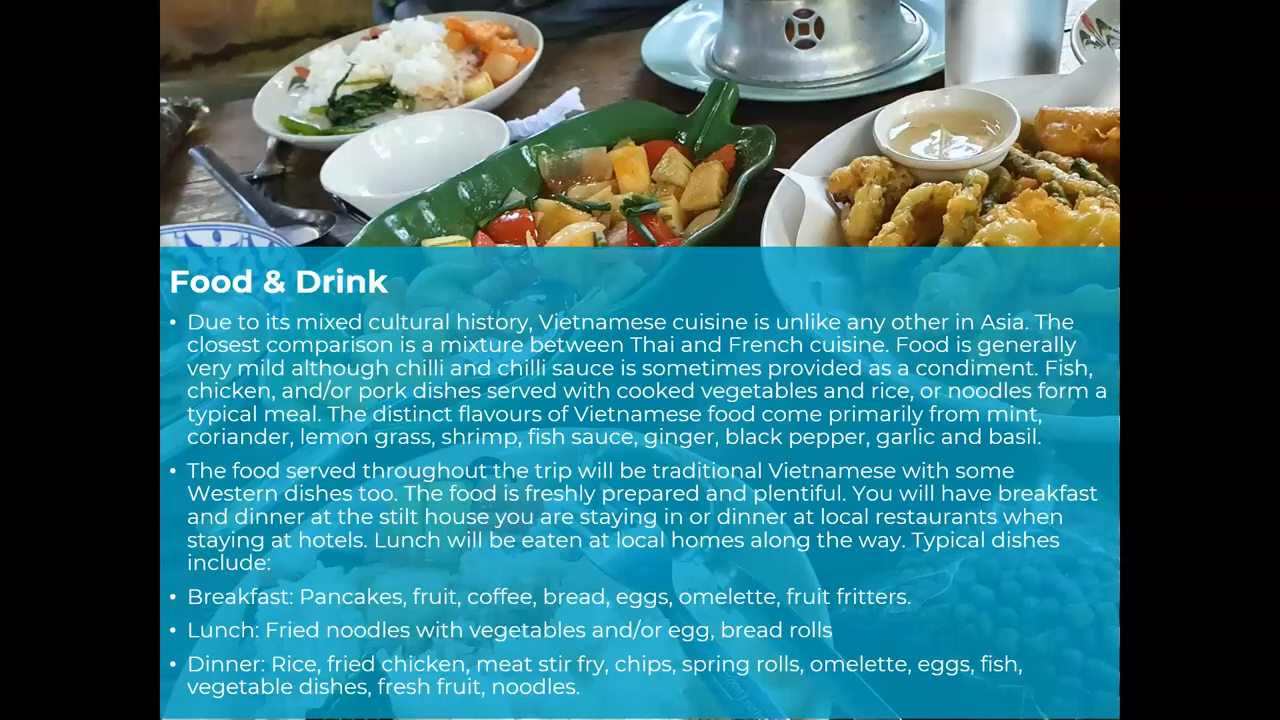 Food & Drink
• Due to its mixed cultural history, Vietnamese cuisine is unlike any other in Asia. The
closest comparison is a mixture between Thai and French cuisine. Food is generally
very mild although chilli and chilli sauce is sometimes provided as a condiment. Fish,
chicken, and/or pork dishes served with cooked vegetables and rice, or noodles form a
typical meal. The distinct flavours of Vietnamese food come primarily from mint,
coriander, lemon grass, shrimp, fish sauce, ginger, black pepper, garlic and basil.
• The food served throughout the trip will be traditional Vietnamese with some
Western dishes too. The food is freshly prepared and plentiful. You will have breakfast
and dinner at the stilt house you are staying in or dinner at local restaurants when
staying at hotels. Lunch will be eaten at local homes along the way. Typical dishes
include:
• Breakfast: Pancakes, fruit, coffee, bread, eggs, omelette, fruit fritters.
• Lunch: Fried noodles with vegetables and/or egg, bread rolls
• Dinner: Rice, fried chicken, meat stir fry, chips, spring rolls, omelette, eggs, fish,
vegetable dishes, fresh fruit, noodles.